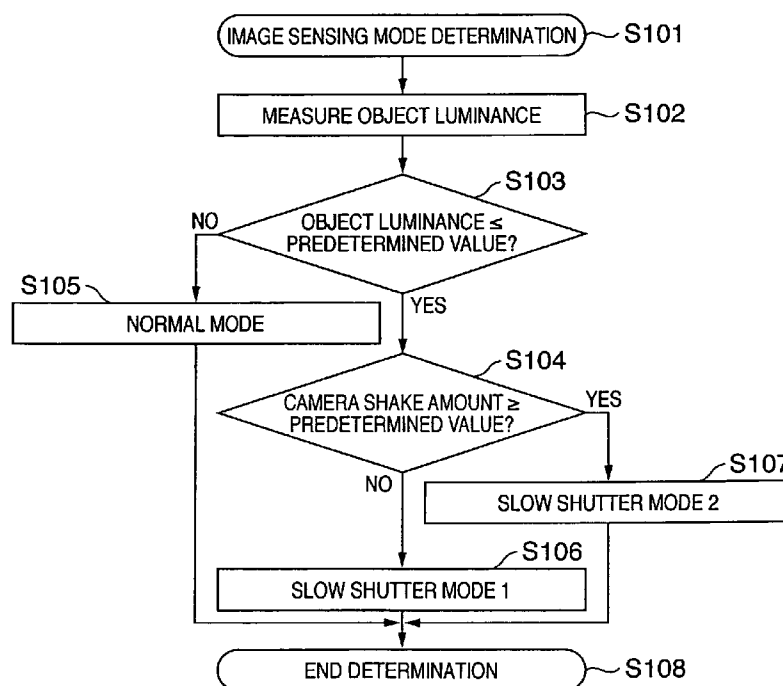 IMAGE SENSING MODE DETERMINATION
S101
MEASURE OBJECT LUMINANCE
S102
S103
OBJECT LUMINANCE ≤
PREDETERMINED VALUE?
NO
YES
S105
NORMAL MODE
S104
CAMERA SHAKE AMOUNT ≥
PREDETERMINED VALUE?
YES
NO
S107
SLOW SHUTTER MODE 2
S106
SLOW SHUTTER MODE 1
END DETERMINATION
S108